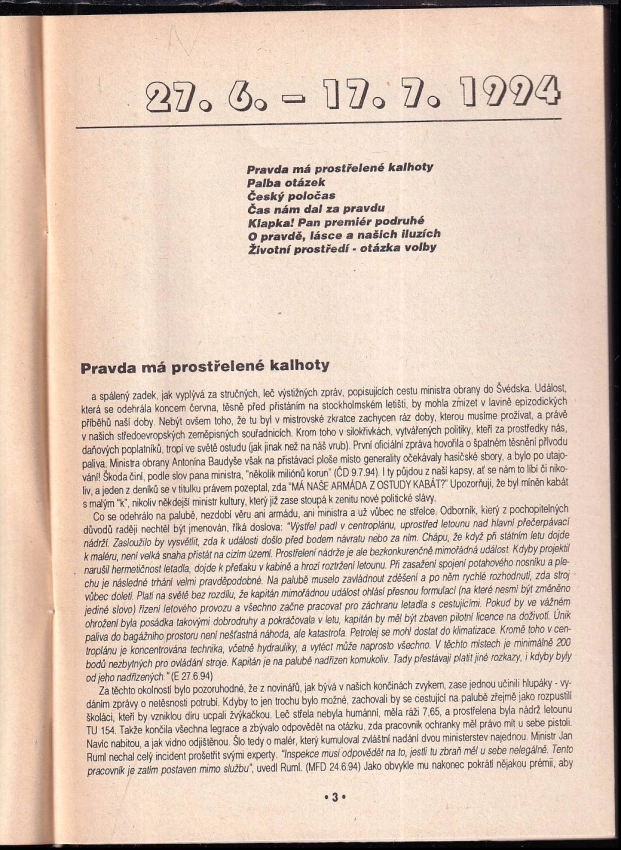 27. 6. – 17. 7. 1994
Pravda má prostřelené kalhoty
Palba otázek
Český poločas
Čas nám dal za pravdu
Klapka! Pan premiér podruhé
O pravdě, lásce a našich iluzích
Životní prostředí - otázka volby
Pravda má prostřelené kalhoty
a spálený zadek, jak vyplývá za stručných, leč výstižných zpráv, popisujících cestu ministra obrany do Švédska. Událost,
která se odehrála koncem června, těsně před přistáním na stockholmském letišti, by mohla zmizet v lavině epizodických
příběhů naší doby. Nebýt ovšem toho, že tu byl v mistrovské zkratce zachycen ráz doby, kterou musíme prožívat, a právě
v našich středoevropských zeměpisných souřadnicích. Krom toho v silokřivkách, vytvářených politiky, kteří za prostředky nás,
daňových poplatníků, tropí ve světě ostudu (jak jinak než na náš vrub). První oficiální zpráva hovořila o špatném těsnění přívodu
paliva. Ministra obrany Antonína Baudyše však na přistávací ploše místo generality očekávaly hasičské sbory, a bylo po utajo-
vání! Škoda činí, podle slov pana ministra, "několik miliónů korun" (ČD 9.7.94). I ty půjdou z naší kapsy, ať se nám to líbí či niko-
liv, a jeden z deníků se v titulku právem pozeptal, zda "MÁ NAŠE ARMÁDA Z OSTUDY KABÁT?" Upozorňuji, že byl míněn kabát
s malým "k", nikoliv někdejší ministr kultury, který již zase stoupá k zenitu nové politické slávy.
Co se odehrálo na palubě, nezdobí věru ani armádu, ani ministra a už vůbec ne střelce. Odborník, který z pochopitelných
důvodů raději nechtěl být jmenován, říká doslova: "Výstřel padl v centroplánu, uprostřed letounu nad hlavní přečerpávací
nádrží. Zasloužilo by vysvětlit, zda k události došlo před bodem návratu nebo za ním. Chápu, že když při státním letu dojde
k maléru, není velká snaha přistát na cizím území. Prostřelení nádrže je ale bezkonkurenčně mimořádná událost. Kdyby projektil
narušil hermetičnost letadla, dojde k přetlaku v kabině a hrozí roztržení letounu. Při zasažení spojení potahového nosníku a ple-
chu je následné trhání velmi pravděpodobné. Na palubě muselo zavládnout zděšení a po něm rychlé rozhodnutí, zda stroj
vůbec doletí. Platí na světě bez rozdílu, že kapitán mimořádnou událost ohlásí přesnou formulací (na které nesmí být změněno
jediné slovo) řízení letového provozu a všechno začne pracovat pro záchranu letadla s cestujícími. Pokud by ve vážném
ohrožení byla posádka takovými dobrodruhy a pokračovala v letu, kapitán by měl být zbaven pilotní licence na doživotí. Únik
paliva do bagážního prostoru není nešťastná náhoda, ale katastrofa. Petrolej se mohl dostat do klimatizace. Kromě toho v cen-
troplánu je koncentrována technika, včetně hydrauliky, a vytéct může naprosto všechno. V těchto místech je minimálně 200
bodů nezbytných pro ovládání stroje. Kapitán je na palubě nadřízen komukoliv. Tady přestávají platit jiné rozkazy, i kdyby byly
od jeho nadřízených." (E 27.6.94)
Za těchto okolností bylo pozoruhodné, že z novinářů, jak bývá v našich končinách zvykem, zase jednou učinili hlupáky - vy-
dáním zprávy o netěsnosti potrubí. Kdyby to jen trochu bylo možné, zachovali by se cestující na palubě zřejmě jako rozpustilí
školáci, kteří by vzniklou díru ucpali žvýkačkou. Leč střela nebyla humánní, měla ráži 7,65, a prostřelena byla nádrž letounu
TU 154. Takže končila všechna legrace a zbývalo odpovědět na otázku, zda pracovník ochranky měl právo mít u sebe pistoli.
Navíc nabitou, a jak vidno odjištěnou. Šlo tedy o malér, který kumuloval zvláštní nadání dvou ministerstev najednou. Ministr Jan
Ruml nechal celý incident prošetřit svými experty. "Inspekce musí odpovědět na to, jestli tu zbraň měl u sebe nelegálně. Tento
pracovník je zatím postaven mimo službu", uvedl Ruml. (MFD 24.6.94) Jako obvykle mu nakonec pokrátí nějakou prémii, aby
• 3 •